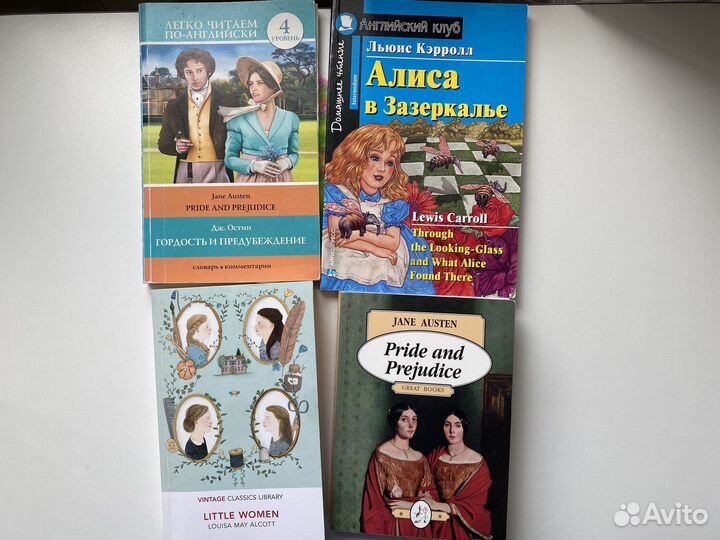 ЛЕГКО ЧИТАЕМ
ПО-АНГЛИЙСКИ
4
УРОВЕНЬ
Jane Austen
PRIDE AND PREJUDICE
Дж. Остин
ГОРДОСТЬ И ПРЕДУБЕЖДЕНИЕ
словарь • комментарии
Английский клуб
Домашнее чтение
Intermediate
Льюис Кэрролл
Алиса
в Зазеркалье
Lewis Carroll
Through
the Looking-Glass
and What Alice
Found There
VINTAGE CLASSICS LIBRARY
LITTLE WOMEN
LOUISA MAY ALCOTT
JANE AUSTEN
Pride and
Prejudice
GREAT BOOKS
Avito